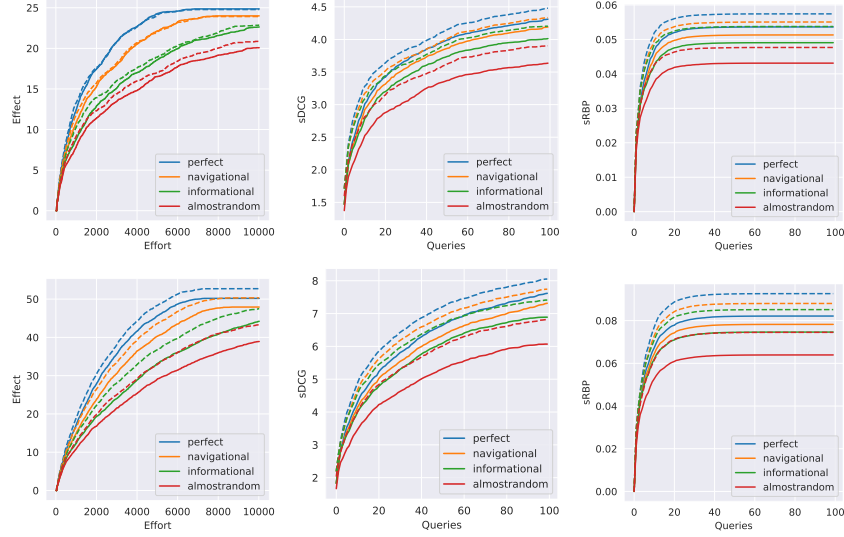 25
20
15
10
5
0
Effect
perfect
navigational
informational
almostrandom
0 2000 4000 6000 8000 10000
Effort
4.5
4.0
3.5
3.0
2.5
2.0
1.5
sDCG
perfect
navigational
informational
almostrandom
0 20 40 60 80 100
Queries
0.06
0.05
0.04
0.03
0.02
0.01
0.00
sRBP
perfect
navigational
informational
almostrandom
0 20 40 60 80 100
Queries
50
40
30
20
10
0
Effect
perfect
navigational
informational
almostrandom
0 2000 4000 6000 8000 10000
Effort
8
7
6
5
4
3
2
sDCG
perfect
navigational
informational
almostrandom
0 20 40 60 80 100
Queries
0.08
0.06
0.04
0.02
0.00
sRBP
perfect
navigational
informational
almostrandom
0 20 40 60 80 100
Queries